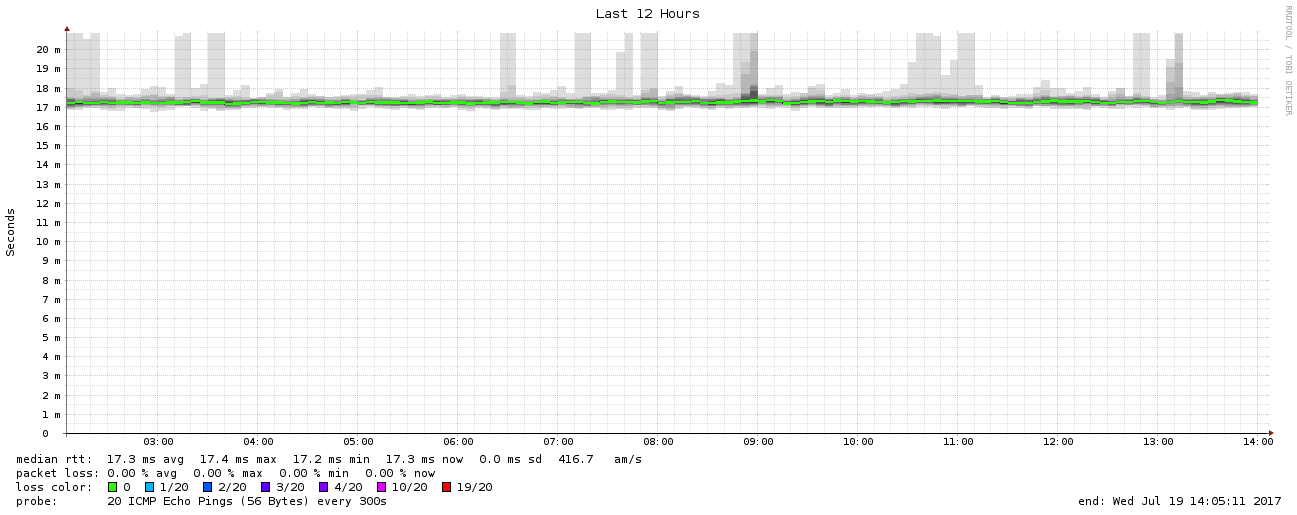 Last 12 Hours
RRDTOOL / TOBI OETIKER
Seconds
20 m
19 m
18 m
17 m
16 m
15 m
14 m
13 m
12 m
11 m
10 m
9 m
8 m
7 m
6 m
5 m
4 m
3 m
2 m
1 m
0
03:00 04:00 05:00 06:00 07:00 08:00 09:00 10:00 11:00 12:00 13:00 14:00
median rtt: 17.3 ms avg 17.4 ms max 17.2 ms min 17.3 ms now 0.0 ms sd 416.7 am/s
packet loss: 0.00 % avg 0.00 % max 0.00 % min 0.00 % now
loss color: 0 1/20 2/20 3/20 4/20 10/20 19/20
probe: 20 ICMP Echo Pings (56 Bytes) every 300s end: Wed Jul 19 14:05:11 2017